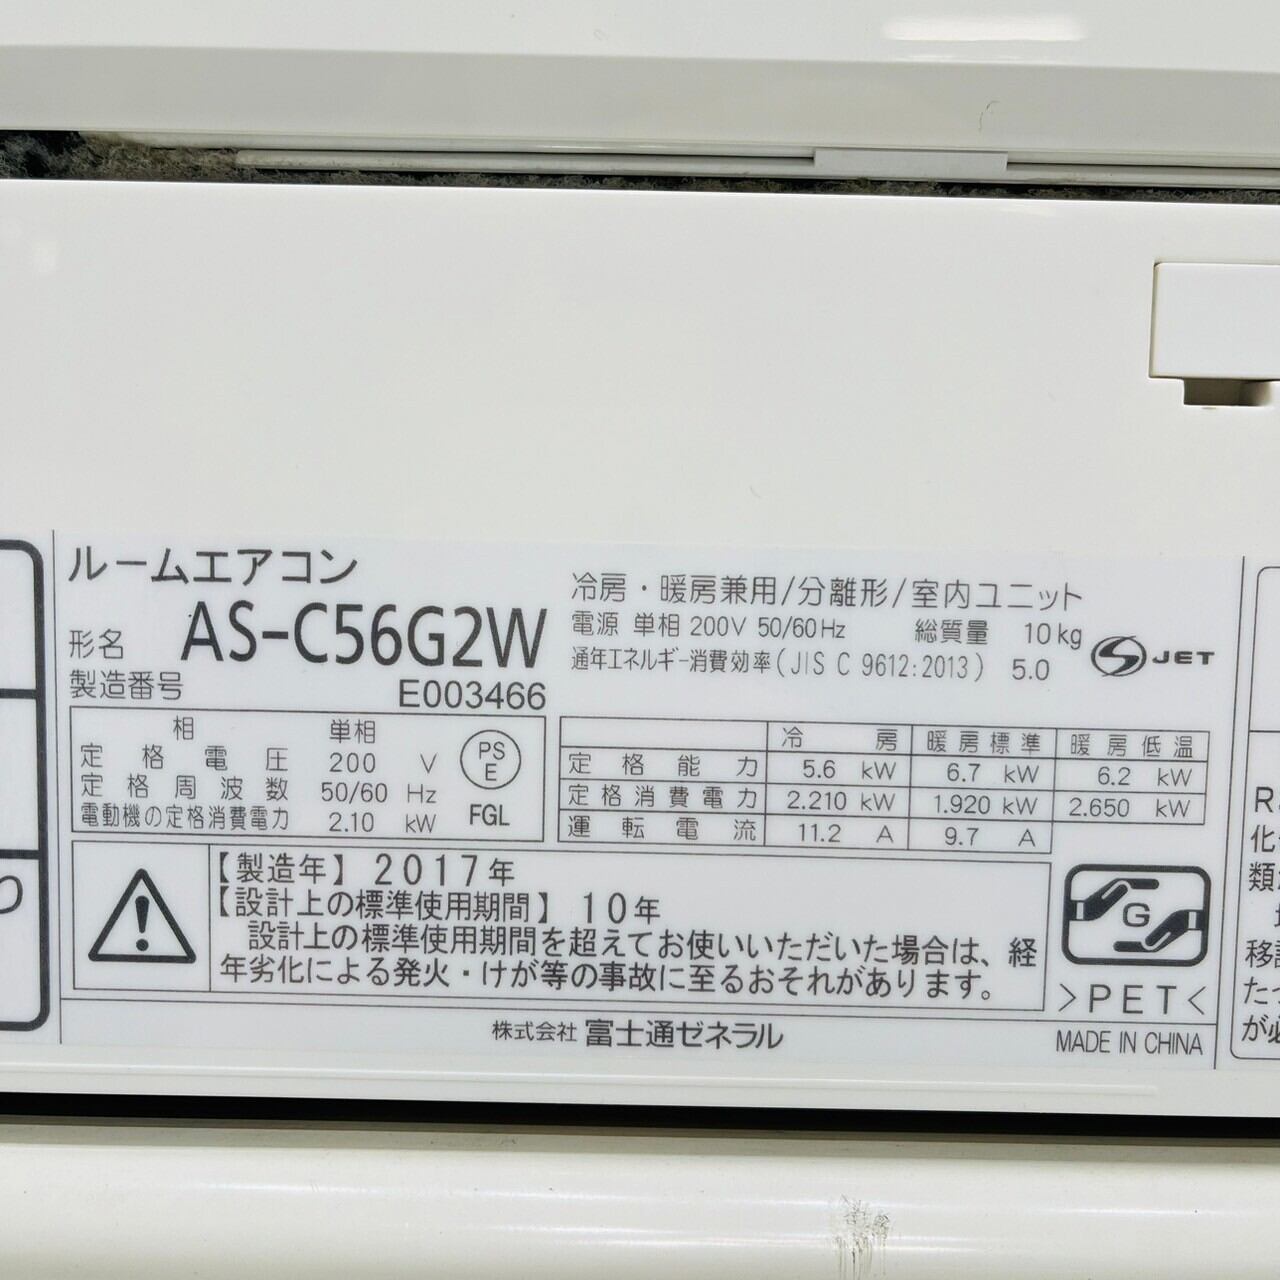 ルームエアコン
形名 AS-C56G2W
製造番号 E003466
冷房・暖房兼用/分離形/室内ユニット
電源 単相 200V 50/60Hz 総質量 10kg
通年エネルギー消費効率(JIS C 9612:2013) 5.0
JET
相 単相
定格電圧 200 V
定格周波数 50/60 Hz
電動機の定格消費電力 2.10 kW
PS
E
FGL
冷房 暖房標準 暖房低温
定格能力 5.6 kW 6.7 kW 6.2 kW
定格消費電力 2.210 kW 1.920 kW 2.650 kW
運転電流 11.2 A 9.7 A
【製造年】2017年
【設計上の標準使用期間】10年
設計上の標準使用期間を超えてお使いいただいた場合は、経
年劣化による発火・けが等の事故に至るおそれがあります。
G
>PET<
株式会社 富士通ゼネラル
MADE IN CHINA
R
化
類
移設
たっ
が必